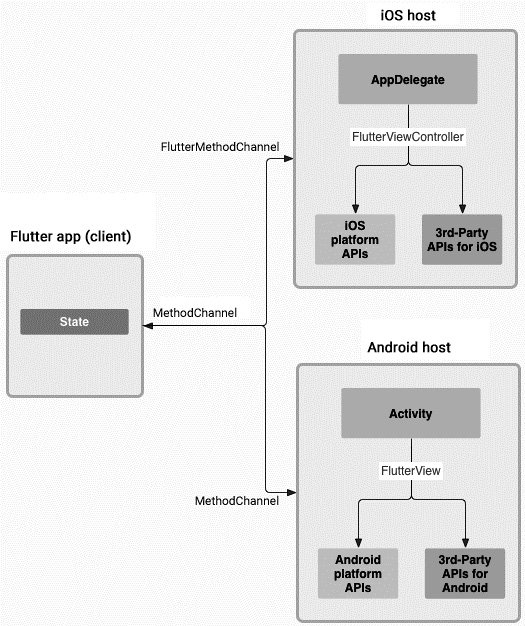 iOS host
AppDelegate
FlutterViewController
FlutterMethodChannel
iOS
platform
APIs
3rd-Party
APIs for iOS
Flutter app (client)
State
MethodChannel
Android host
Activity
FlutterView
MethodChannel
Android
platform
APIs
3rd-Party
APIs for
Android